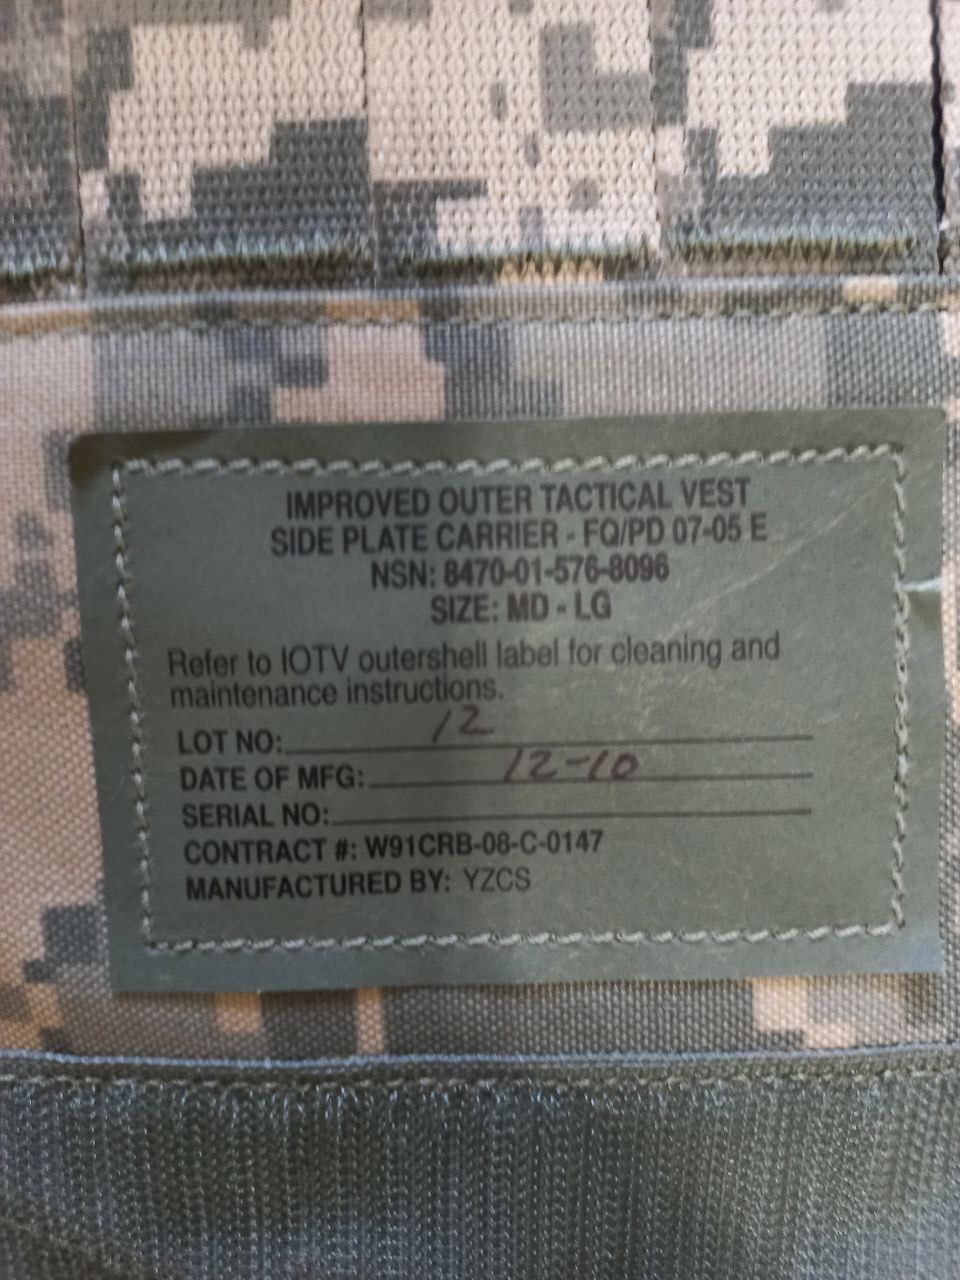 IMPROVED OUTER TACTICAL VEST
SIDE PLATE CARRIER - FQ/PD 07-05 E
NSN: 8470-01-576-8096
SIZE: MD - LG
Refer to IOTV outershell label for cleaning and
maintenance instructions.
LOT NO: 12
DATE OF MFG: 12-10
SERIAL NO:
CONTRACT #: W91CRB-08-C-0147
MANUFACTURED BY: YZCS